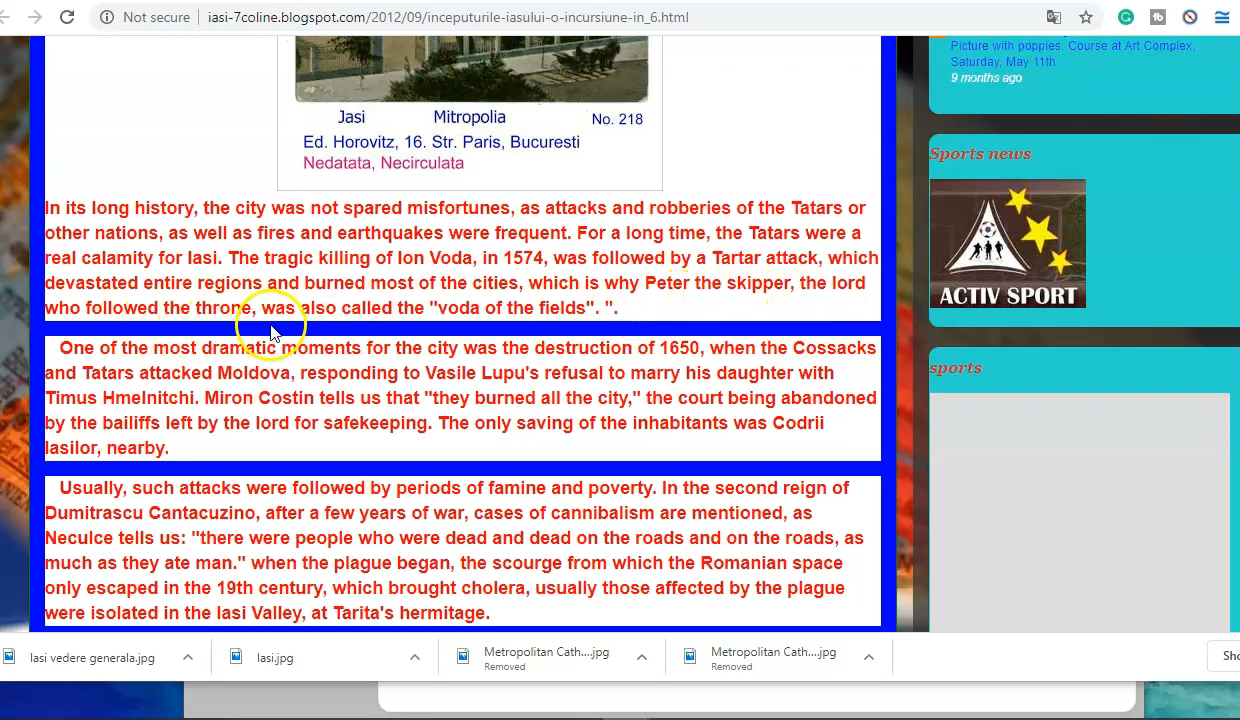 Not secure
iasi-7coline.blogspot.com/2012/09/inceputurile-iasului-o-incursiune-in_6.html
Picture with poppies. Course at Art Complex,
Saturday, May 11th.
9 months ago
Jasi Mitropolia No. 218
Ed. Horovitz, 16. Str. Paris, Bucuresti
Nedatata, Necirculata
Sports news
ACTIV SPORT
In its long history, the city was not spared misfortunes, as attacks and robberies of the Tatars or
other nations, as well as fires and earthquakes were frequent. For a long time, the Tatars were a
real calamity for Iasi. The tragic killing of Ion Voda, in 1574, was followed by a Tartar attack, which
devastated entire regions and burned most of the cities, which is why Peter the skipper, the lord
who followed the throne, was also called the "voda of the fields". ".
One of the most dramatic moments for the city was the destruction of 1650, when the Cossacks
and Tatars attacked Moldova, responding to Vasile Lupu's refusal to marry his daughter with
Timus Hmelnitchi. Miron Costin tells us that "they burned all the city," the court being abandoned
by the bailiffs left by the lord for safekeeping. The only saving of the inhabitants was Codrii
Iasilor, nearby.
sports
Usually, such attacks were followed by periods of famine and poverty. In the second reign of
Dumitrascu Cantacuzino, after a few years of war, cases of cannibalism are mentioned, as
Neculce tells us: "there were people who were dead and dead on the roads and on the roads, as
much as they ate man." when the plague began, the scourge from which the Romanian space
only escaped in the 19th century, which brought cholera, usually those affected by the plague
were isolated in the Iasi Valley, at Tarita's hermitage.
Iasi vedere generala.jpg
Iasi.jpg
Metropolitan Cath....jpg
Removed
Metropolitan Cath....jpg
Removed
Sho